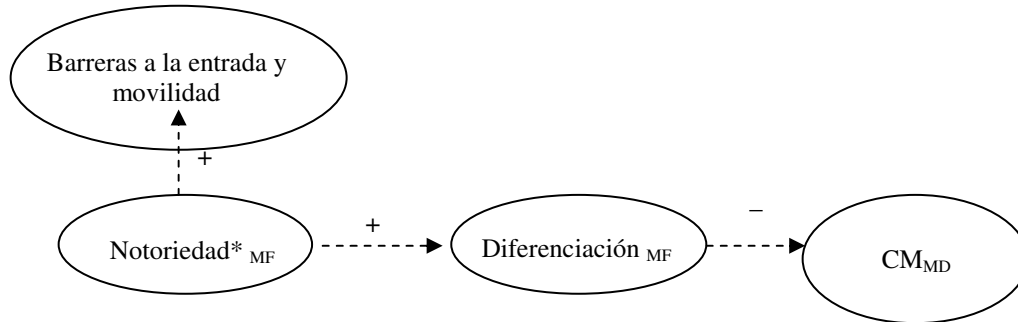 Barreras a la entrada y
movilidad
+
Notoriedad* MF
+
Diferenciación MF
–
CMMD